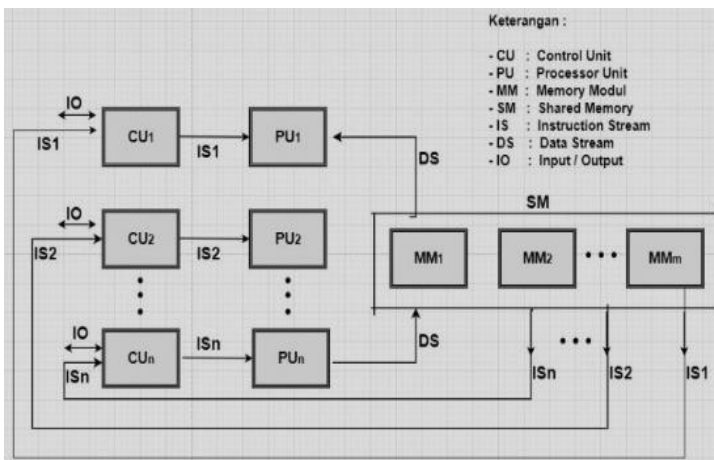 Keterangan :
- CU : Control Unit
- PU : Processor Unit
- MM : Memory Modul
- SM : Shared Memory
- IS : Instruction Stream
- DS : Data Stream
- IO : Input / Output
IO
CU1
PU1
IS1
IS1
DS
SM
IO
CU2
PU2
IS2
IS2
MM1
MM2
MMm
IO
CUn
ISn
PUn
ISn
DS
ISn
IS2
IS1